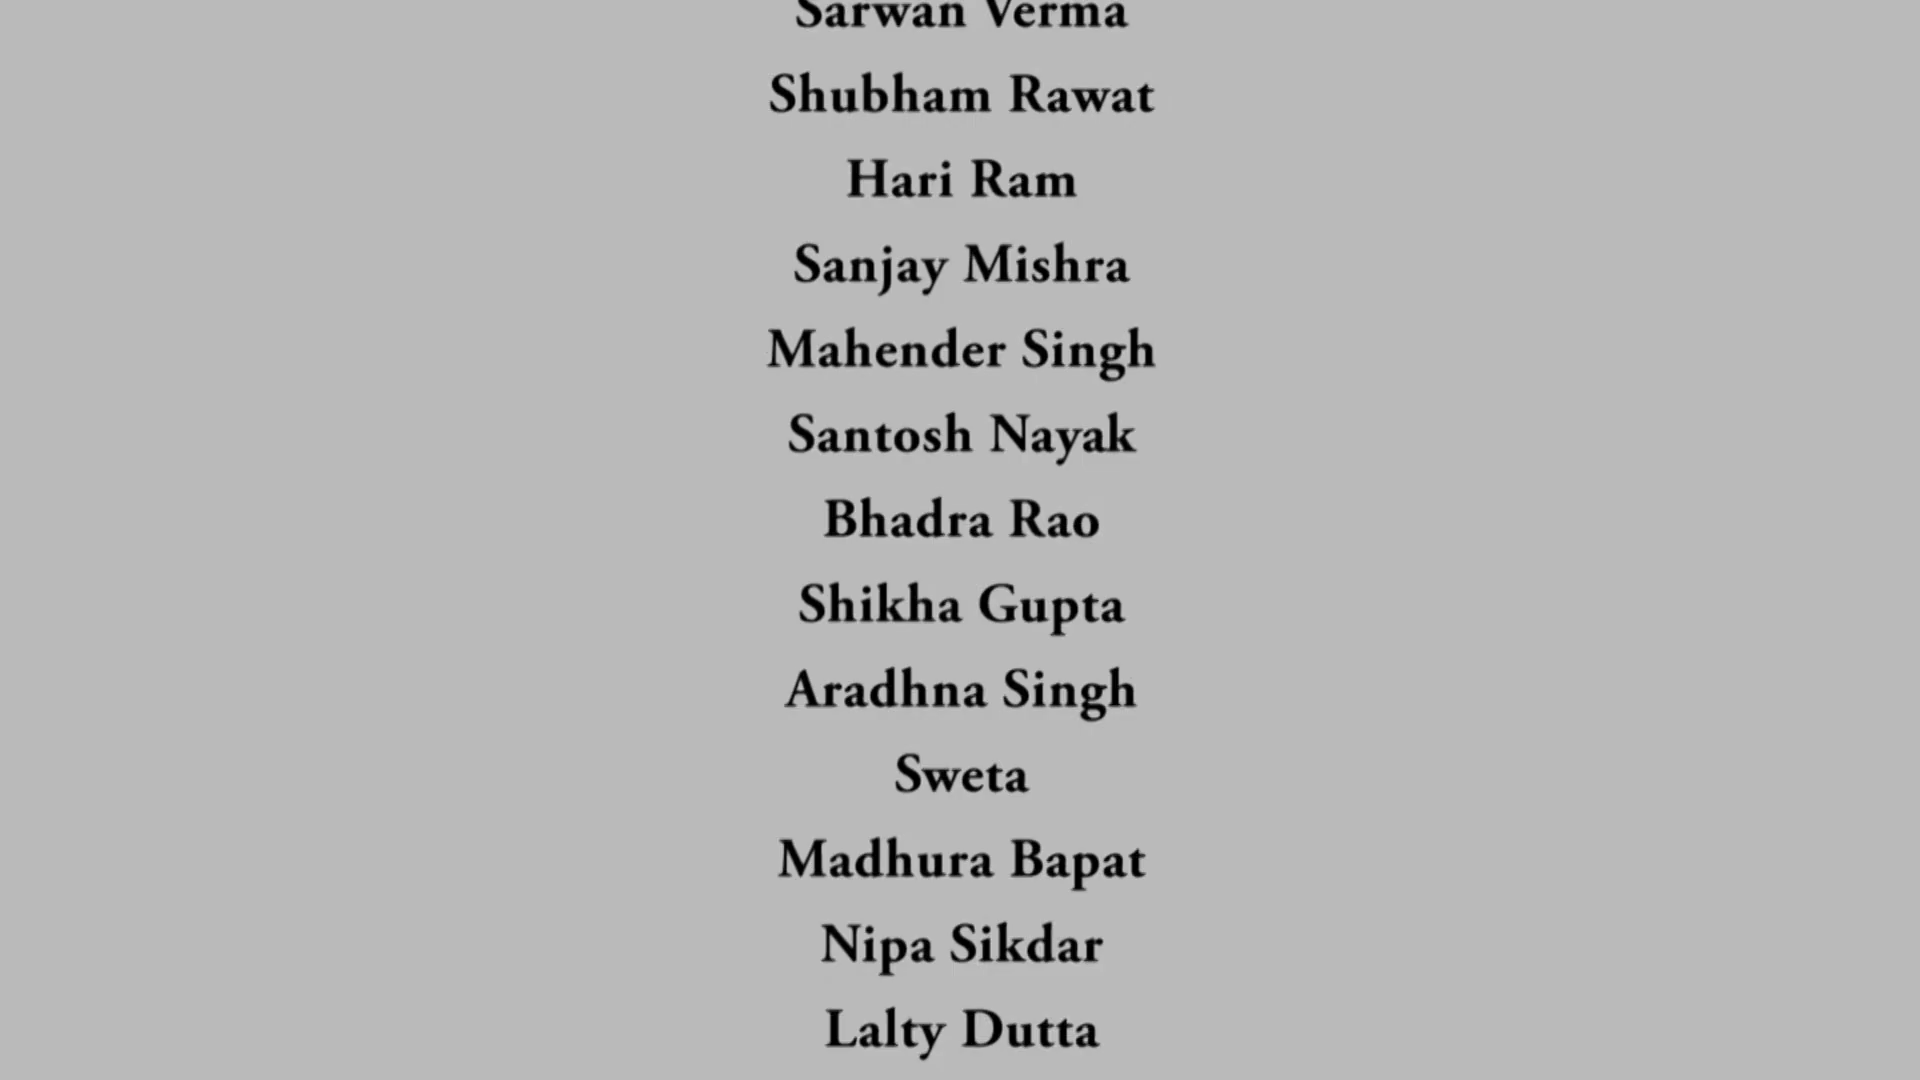 Sarwan Verma
Shubham Rawat
Hari Ram
Sanjay Mishra
Mahender Singh
Santosh Nayak
Bhadra Rao
Shikha Gupta
Aradhna Singh
Sweta
Madhura Bapat
Nipa Sikdar
Lalty Dutta